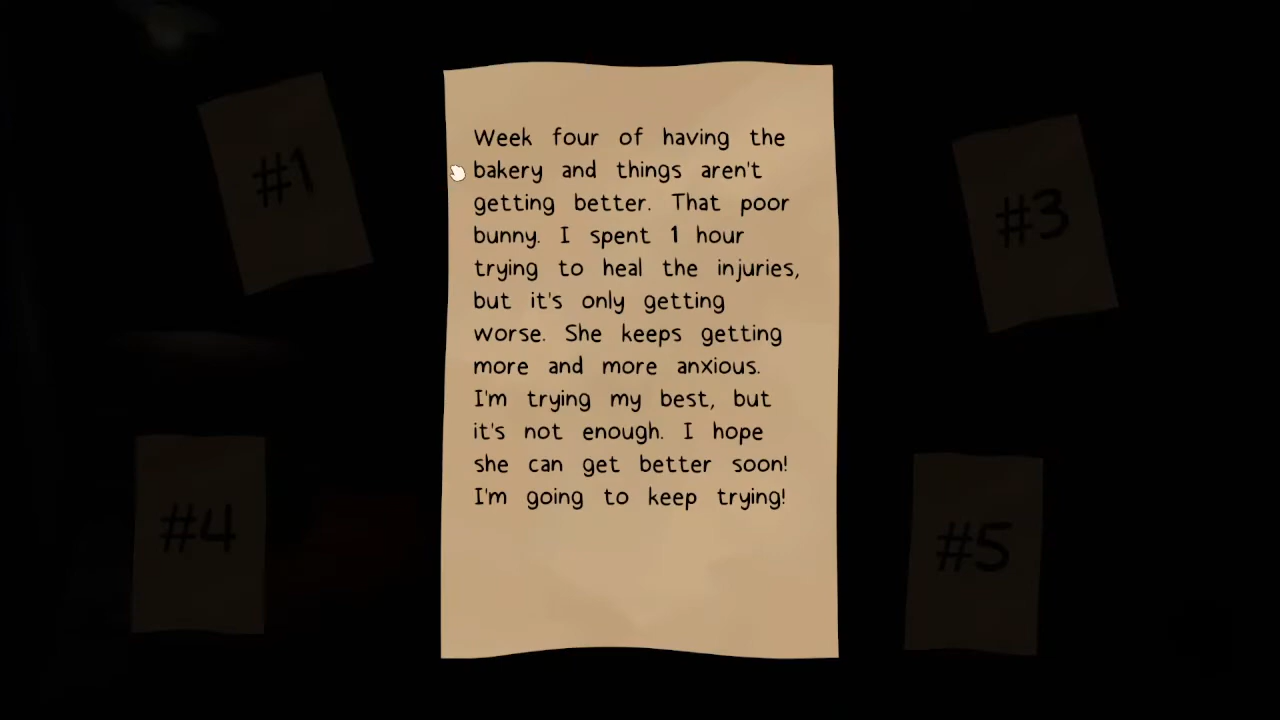 #1
#3
Week four of having the
bakery and things aren't
getting better. That poor
bunny. I spent 1 hour
trying to heal the injuries,
but it's only getting
worse. She keeps getting
more and more anxious.
I'm trying my best, but
it's not enough. I hope
she can get better soon!
I'm going to keep trying!
#4
#5